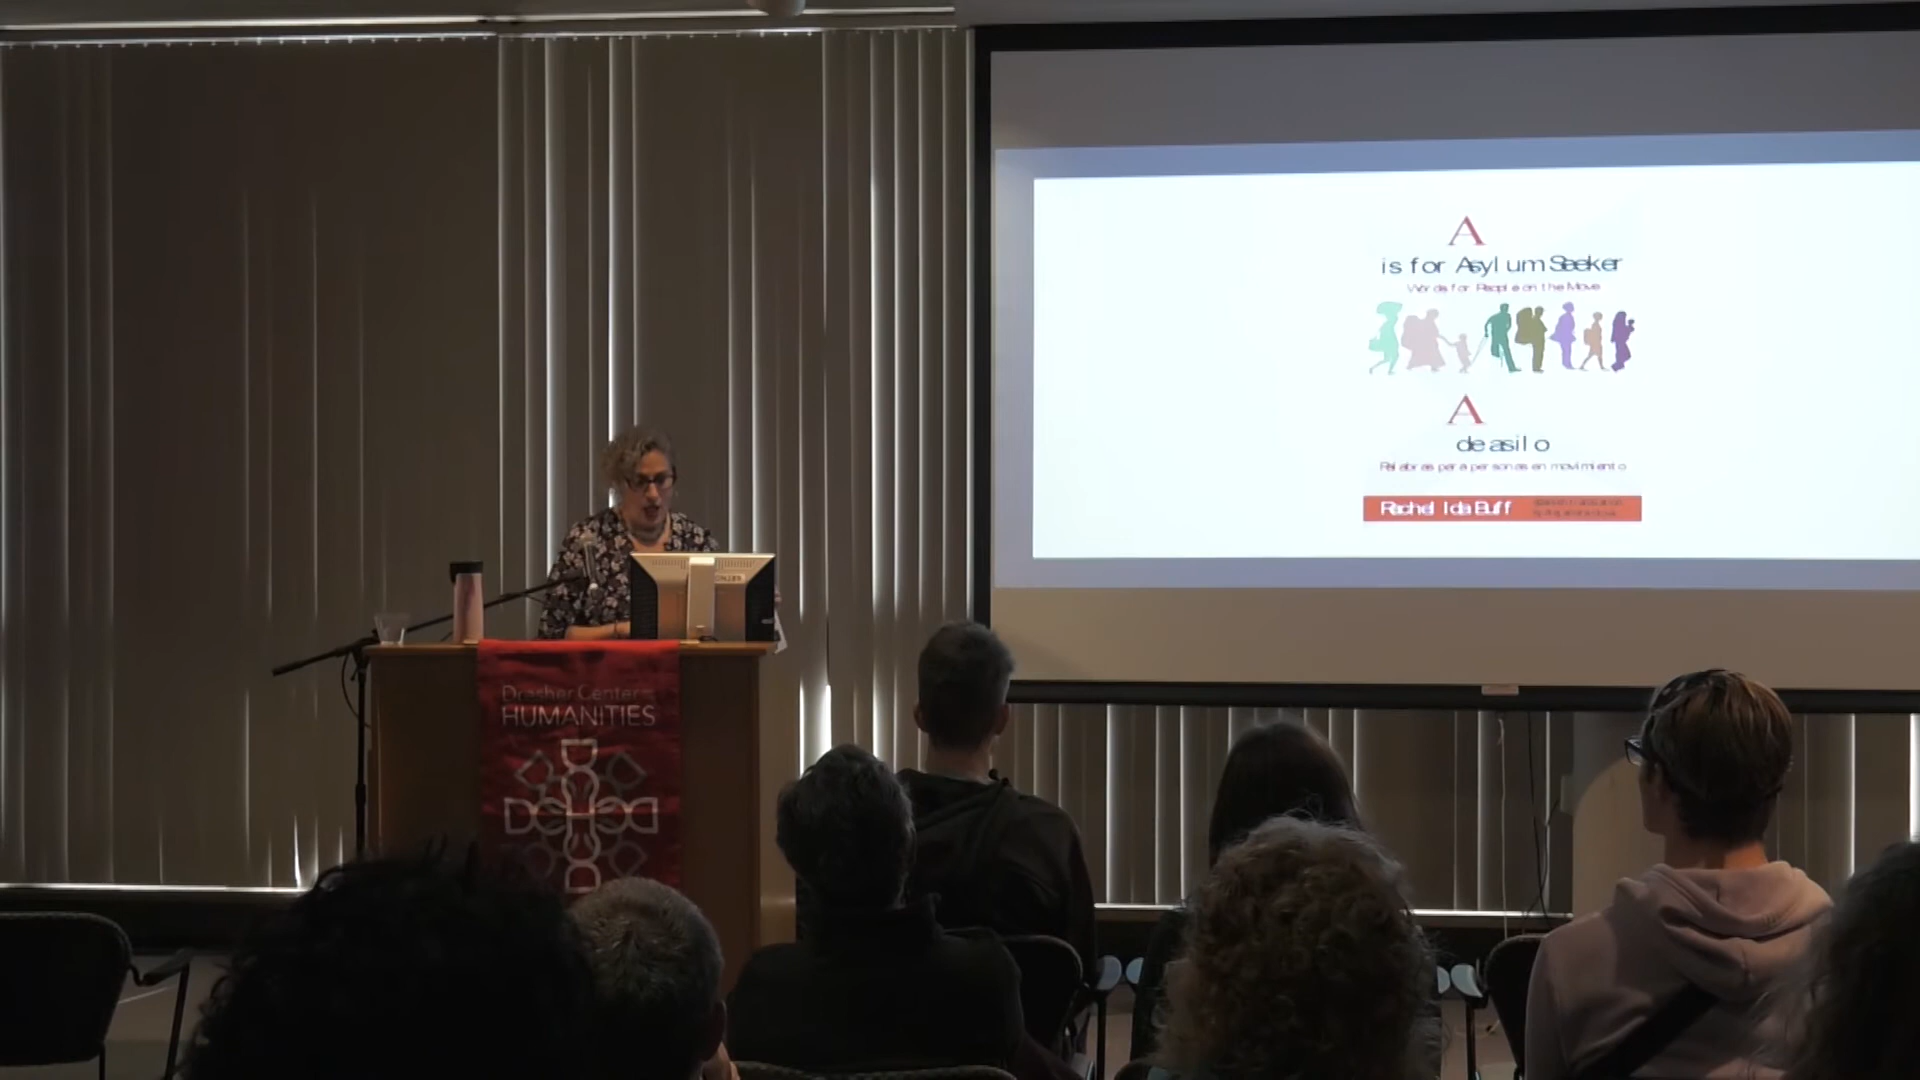 A
is for Asylum Seeker
Words for People on the Move
A
de asilo
Palabras para personas en movimiento
Rachel Ida Buff
Dresher Center
HUMANITIES